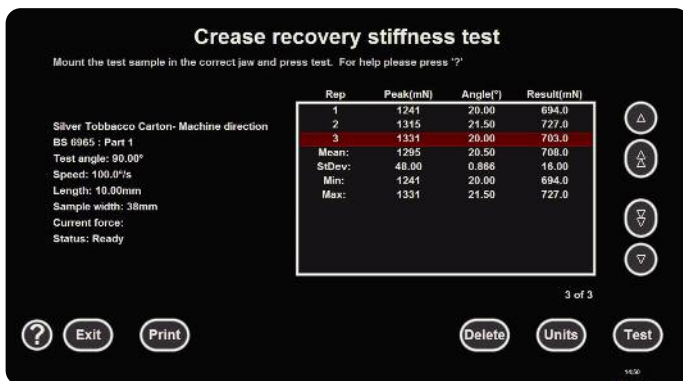 Crease recovery stiffness test
Mount the test sample in the correct jaw and press test. For help please press '?'
Silver Tobbacco Carton- Machine direction
BS 6965 : Part 1
Test angle: 90.00°
Speed: 100.0°/s
Length: 10.00mm
Sample width: 38mm
Current force:
Status: Ready
Rep Peak(mN) Angle(°) Result(mN)
1 1241 20.00 694.0
2 1315 21.50 727.0
3 1331 20.00 703.0
Mean: 1295 20.50 708.0
StDev: 48.00 0.866 16.00
Min: 1241 20.00 694.0
Max: 1331 21.50 727.0
3 of 3
? Exit Print Delete Units Test
14:50